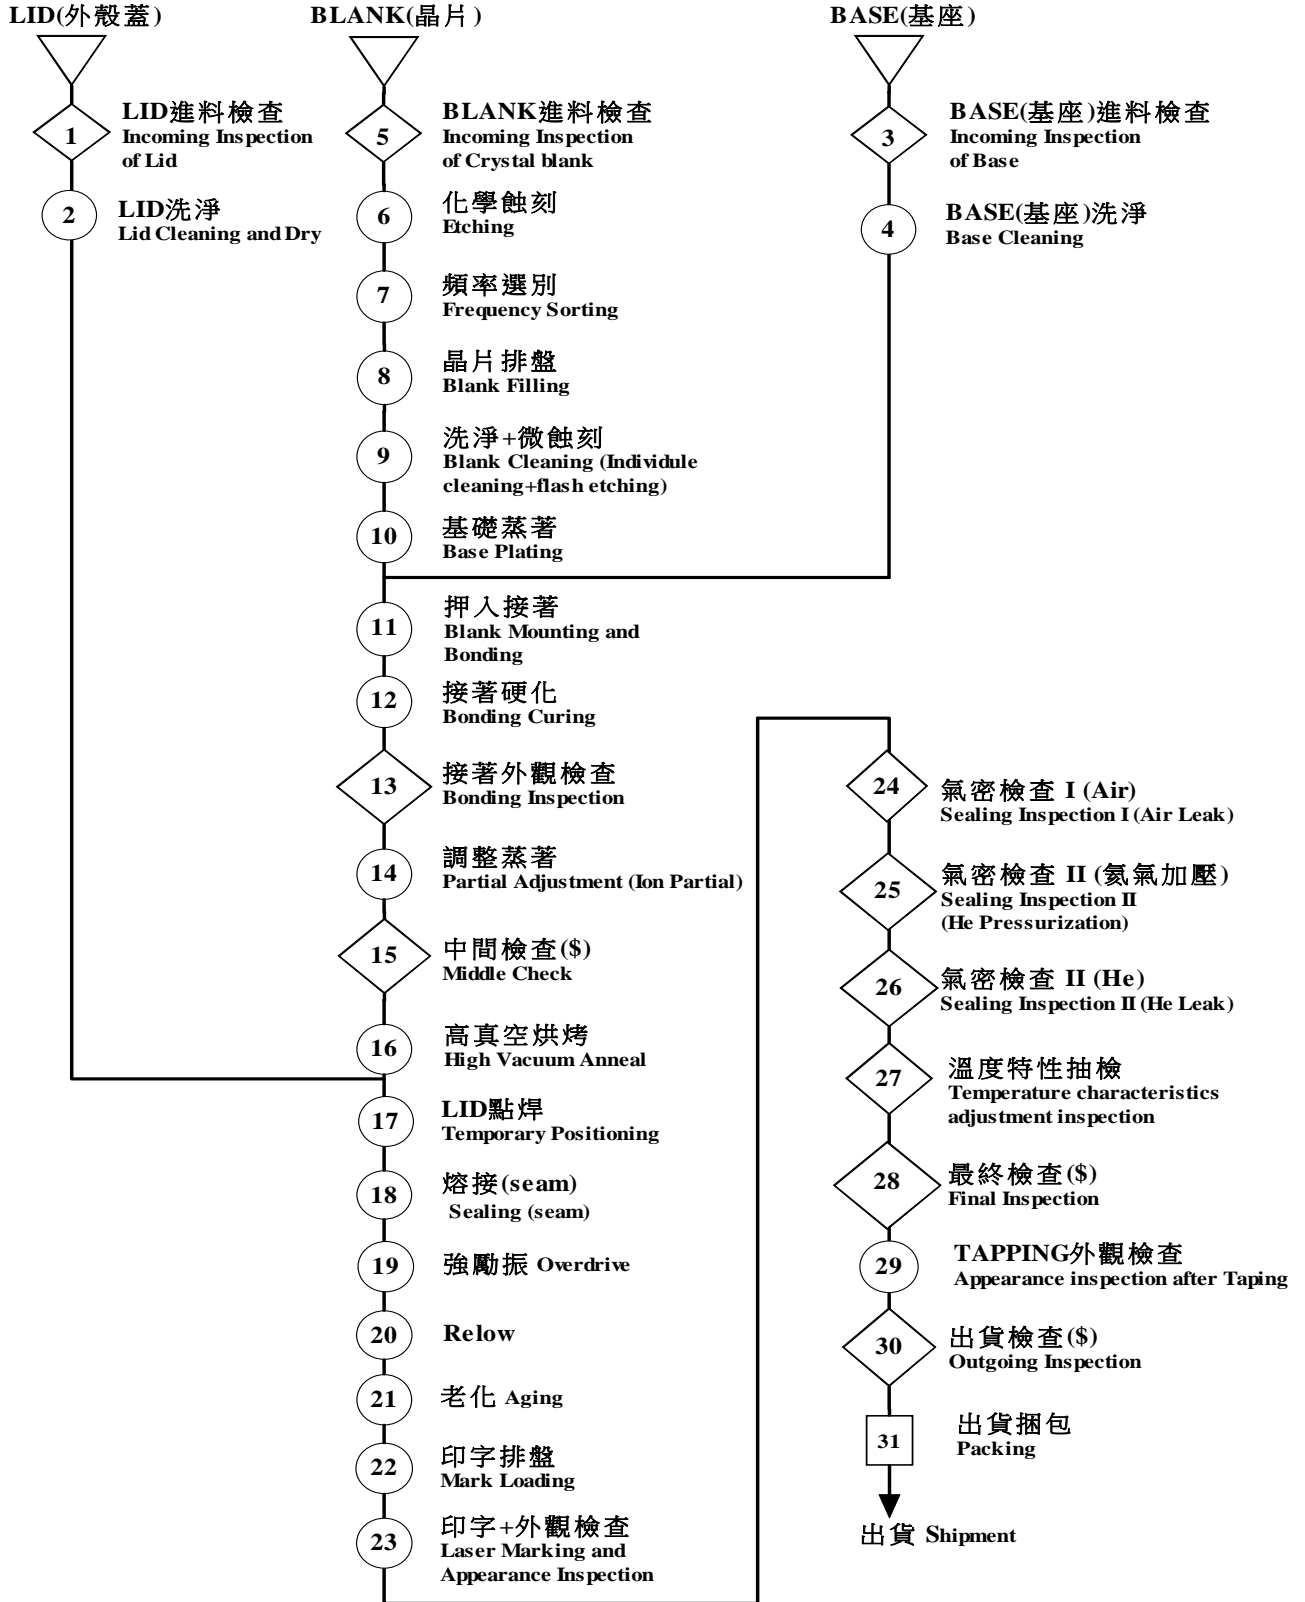 LID(外殼蓋)
1
LID進料檢查
Incoming Inspection
of Lid
2
LID洗淨
Lid Cleaning and Dry
BLANK(晶片)
5
BLANK進料檢查
Incoming Inspection
of Crystal blank
6
化學蝕刻
Etching
7
頻率選別
Frequency Sorting
8
晶片排盤
Blank Filling
9
洗淨+微蝕刻
Blank Cleaning (Individule
cleaning+flash etching)
10
基礎蒸著
Base Plating
BASE(基座)
3
BASE(基座)進料檢查
Incoming Inspection
of Base
4
BASE(基座)洗淨
Base Cleaning
11
押入接著
Blank Mounting and
Bonding
12
接著硬化
Bonding Curing
13
接著外觀檢查
Bonding Inspection
14
調整蒸著
Partial Adjustment (Ion Partial)
15
中間檢查($)
Middle Check
16
高真空烘烤
High Vacuum Anneal
17
LID點焊
Temporary Positioning
18
熔接(seam)
Sealing (seam)
19
強勵振 Overdrive
20
Relow
21
老化 Aging
22
印字排盤
Mark Loading
23
印字+外觀檢查
Laser Marking and
Appearance Inspection
24
氣密檢查 I (Air)
Sealing Inspection I (Air Leak)
25
氣密檢查 II (氦氣加壓)
Sealing Inspection II
(He Pressurization)
26
氣密檢查 II (He)
Sealing Inspection II (He Leak)
27
溫度特性抽檢
Temperature characteristics
adjustment inspection
28
最終檢查($)
Final Inspection
29
TAPPING外觀檢查
Appearance inspection after Taping
30
出貨檢查($)
Outgoing Inspection
31
出貨捆包
Packing
出貨 Shipment